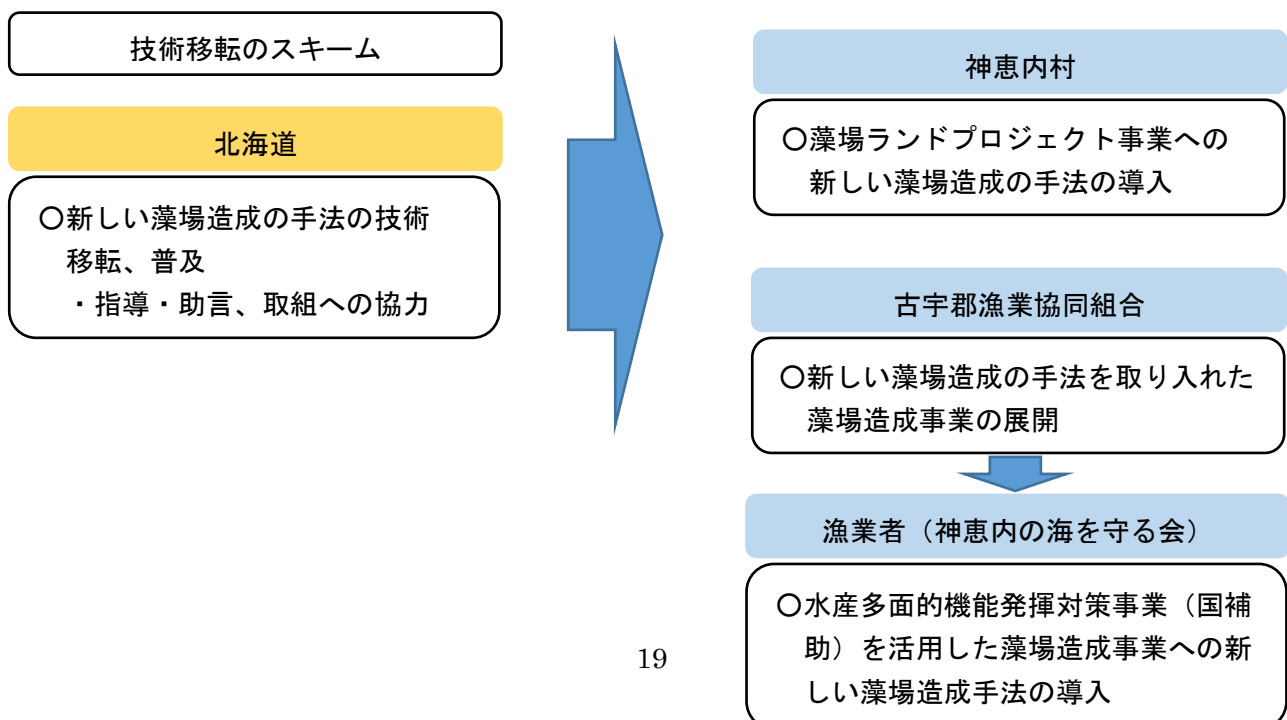 技術移転のスキーム
北海道
〇新しい藻場造成の手法の技術
移転、普及
・指導・助言、取組への協力
神恵内村
〇藻場ランドプロジェクト事業への
新しい藻場造成の手法の導入
古宇郡漁業協同組合
〇新しい藻場造成の手法を取り入れた
藻場造成事業の展開
漁業者（神恵内の海を守る会）
〇水産多面的機能発揮対策事業（国補
助）を活用した藻場造成事業への新
しい藻場造成手法の導入
19